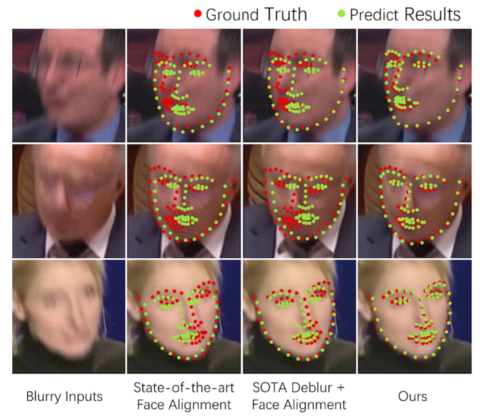 Ground Truth Predict Results
Blurry Inputs
State-of-the-art
Face Alignment
SOTA Deblur +
Face Alignment
Ours